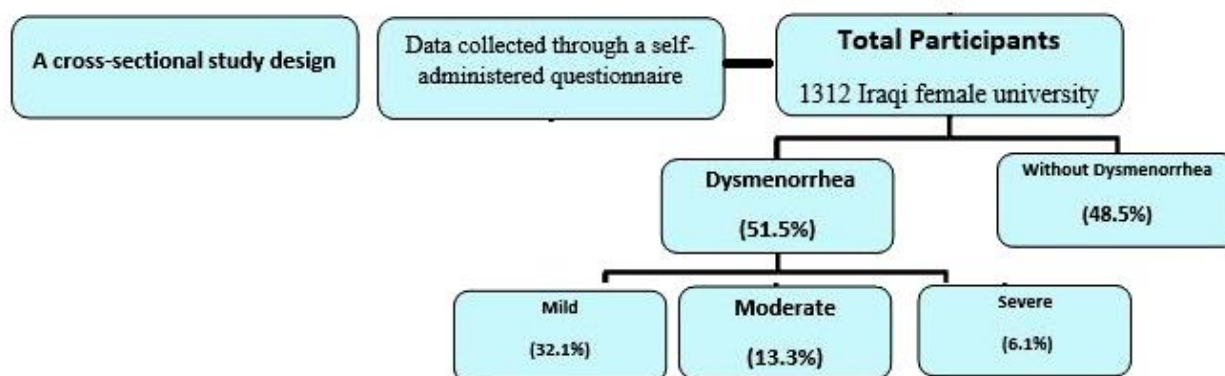 A cross-sectional study design
Data collected through a self-
administered questionnaire
Total Participants
1312 Iraqi female university
Dysmenorrhea
(51.5%)
Without Dysmenorrhea
(48.5%)
Mild
(32.1%)
Moderate
(13.3%)
Severe
(6.1%)